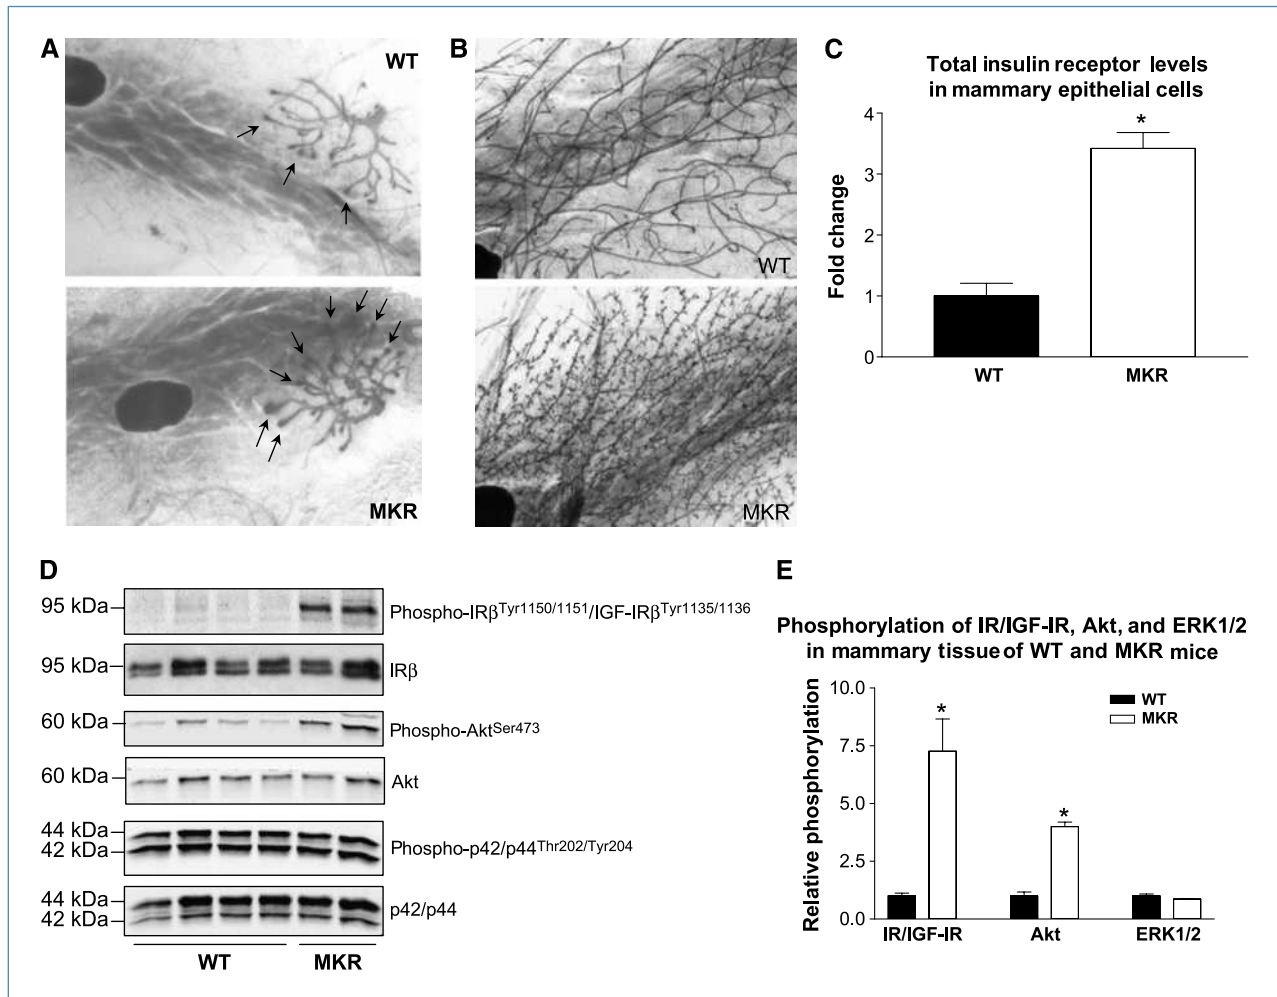 A
WT
MKR
B
WT
MKR
C
Total insulin receptor levels
in mammary epithelial cells
*
4
3
2
1
0
Fold change
WT
MKR
D
95 kDa
Phospho-IRβTyr1150/1151/IGF-IRβTyr1135/1136
95 kDa
IRβ
60 kDa
Phospho-AktSer473
60 kDa
Akt
44 kDa
42 kDa
Phospho-p42/p44Thr202/Tyr204
44 kDa
42 kDa
p42/p44
WT
MKR
E
Phosphorylation of IR/IGF-IR, Akt, and ERK1/2
in mammary tissue of WT and MKR mice
10.0
7.5
5.0
2.5
0.0
Relative phosphorylation
WT
MKR
*
*
IR/IGF-IR
Akt
ERK1/2